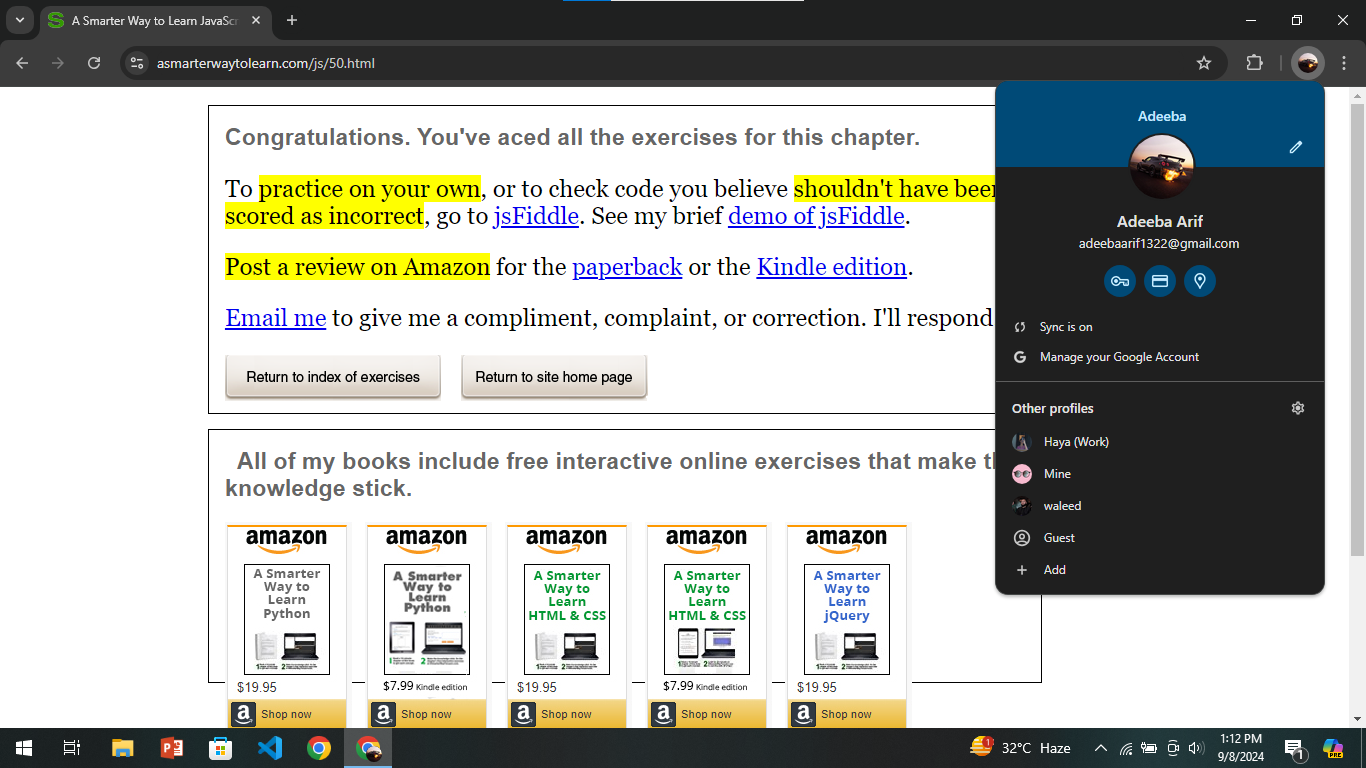 A Smarter Way to Learn JavaScr
asmarterwaytolearn.com/js/50.html
Congratulations. You've aced all the exercises for this chapter.
To practice on your own, or to check code you believe shouldn't have been
scored as incorrect, go to jsFiddle. See my brief demo of jsFiddle.
Post a review on Amazon for the paperback or the Kindle edition.
Email me to give me a compliment, complaint, or correction. I'll respond
Return to index of exercises
Return to site home page
All of my books include free interactive online exercises that make th
knowledge stick.
amazon
A Smarter
Way to
Learn
Python
$19.95
Shop now
amazon
A Smarter
Way to
Learn
Python
$7.99 Kindle edition
Shop now
amazon
A Smarter
Way to
Learn
HTML & CSS
$19.95
Shop now
amazon
A Smarter
Way to
Learn
HTML & CSS
$7.99 Kindle edition
Shop now
amazon
A Smarter
Way to
Learn
jQuery
$19.95
Shop now
Adeeba
Adeeba Arif
adeebaarif1322@gmail.com
Sync is on
Manage your Google Account
Other profiles
Haya (Work)
Mine
waleed
Guest
Add
32°C Haze
1:12 PM
9/8/2024
1
PRE